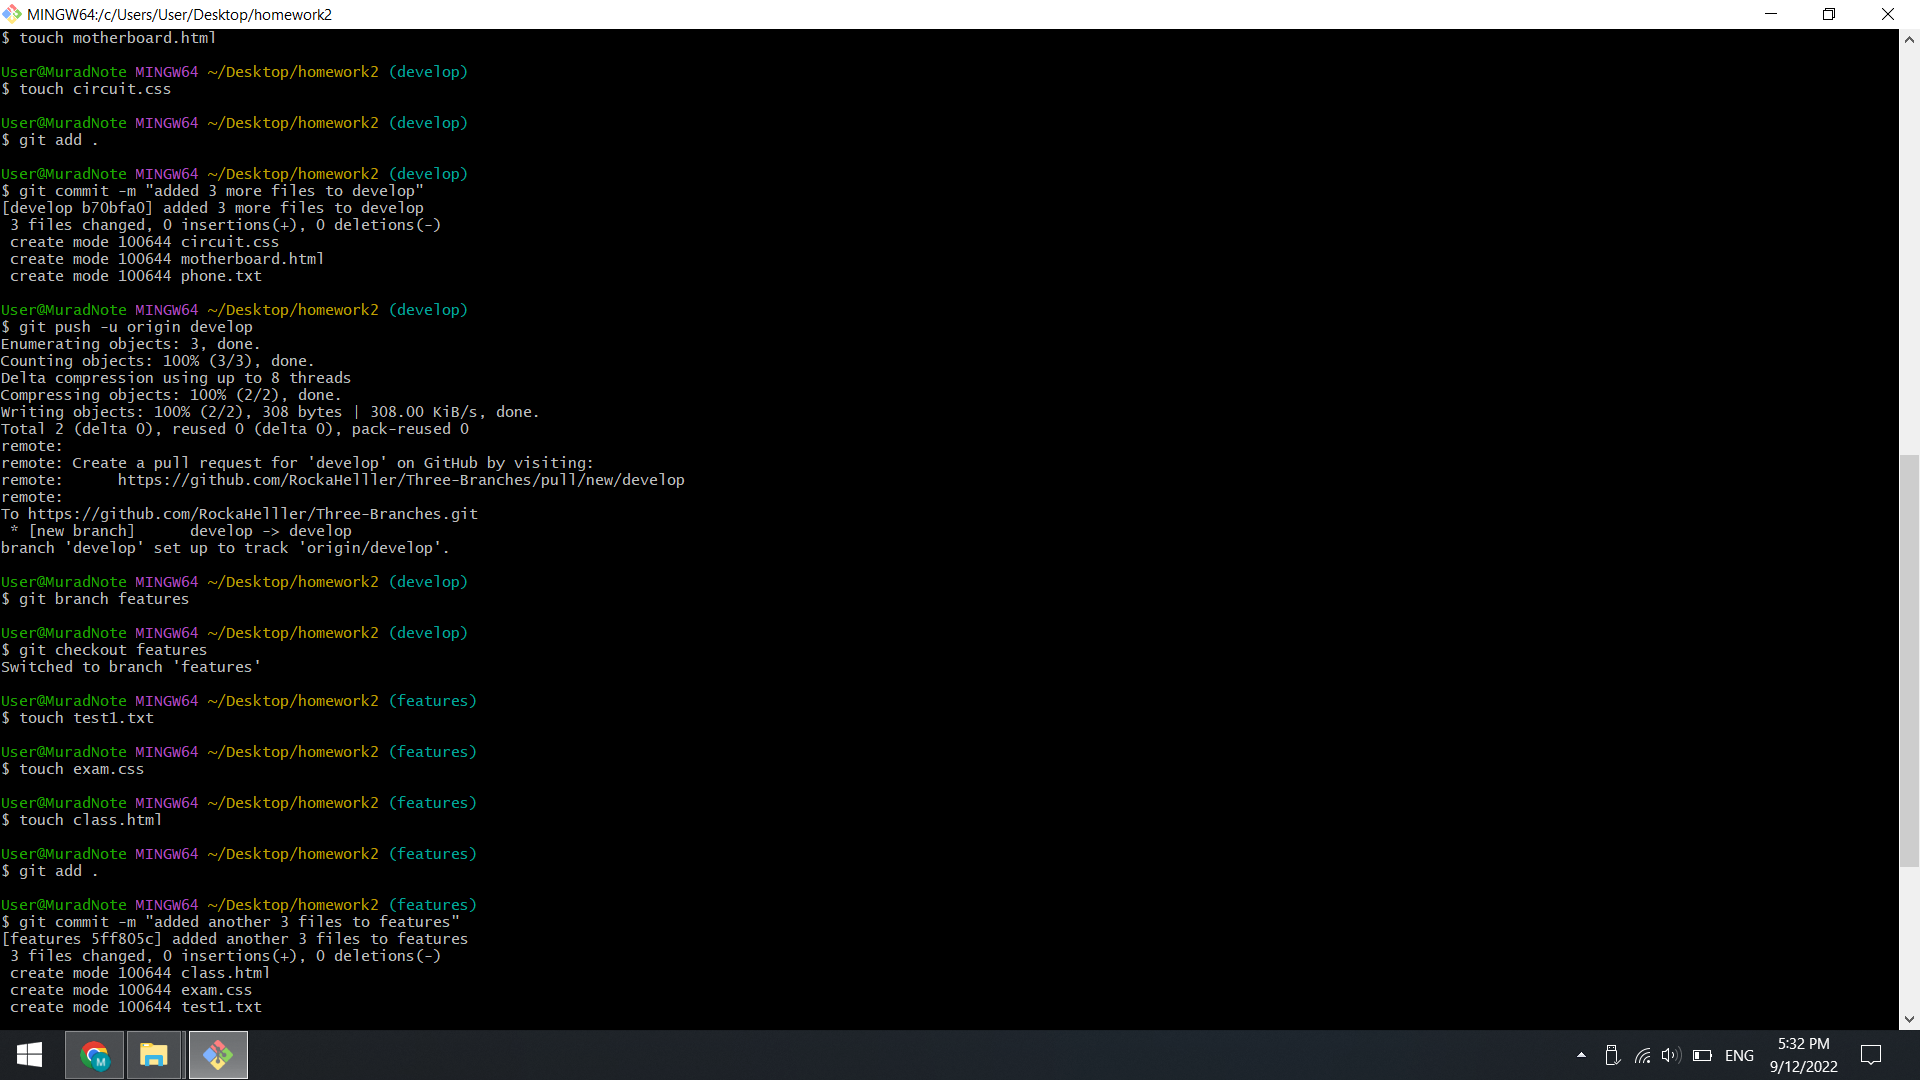 MINGW64:/c/Users/User/Desktop/homework2
$ touch motherboard.html
User@MuradNote MINGW64 ~/Desktop/homework2 (develop)
$ touch circuit.css
User@MuradNote MINGW64 ~/Desktop/homework2 (develop)
$ git add .
User@MuradNote MINGW64 ~/Desktop/homework2 (develop)
$ git commit -m "added 3 more files to develop"
[develop b70bfa0] added 3 more files to develop
3 files changed, 0 insertions(+), 0 deletions(-)
create mode 100644 circuit.css
create mode 100644 motherboard.html
create mode 100644 phone.txt
User@MuradNote MINGW64 ~/Desktop/homework2 (develop)
$ git push -u origin develop
Enumerating objects: 3, done.
Counting objects: 100% (3/3), done.
Delta compression using up to 8 threads
Compressing objects: 100% (2/2), done.
Writing objects: 100% (2/2), 308 bytes | 308.00 KiB/s, done.
Total 2 (delta 0), reused 0 (delta 0), pack-reused 0
remote:
remote: Create a pull request for 'develop' on GitHub by visiting:
remote:      https://github.com/RockaHelller/Three-Branches/pull/new/develop
remote:
To https://github.com/RockaHelller/Three-Branches.git
* [new branch]      develop -> develop
branch 'develop' set up to track 'origin/develop'.
User@MuradNote MINGW64 ~/Desktop/homework2 (develop)
$ git branch features
User@MuradNote MINGW64 ~/Desktop/homework2 (develop)
$ git checkout features
Switched to branch 'features'
User@MuradNote MINGW64 ~/Desktop/homework2 (features)
$ touch test1.txt
User@MuradNote MINGW64 ~/Desktop/homework2 (features)
$ touch exam.css
User@MuradNote MINGW64 ~/Desktop/homework2 (features)
$ touch class.html
User@MuradNote MINGW64 ~/Desktop/homework2 (features)
$ git add .
User@MuradNote MINGW64 ~/Desktop/homework2 (features)
$ git commit -m "added another 3 files to features"
[features 5ff805c] added another 3 files to features
3 files changed, 0 insertions(+), 0 deletions(-)
create mode 100644 class.html
create mode 100644 exam.css
create mode 100644 test1.txt
M
ENG
5:32 PM
9/12/2022